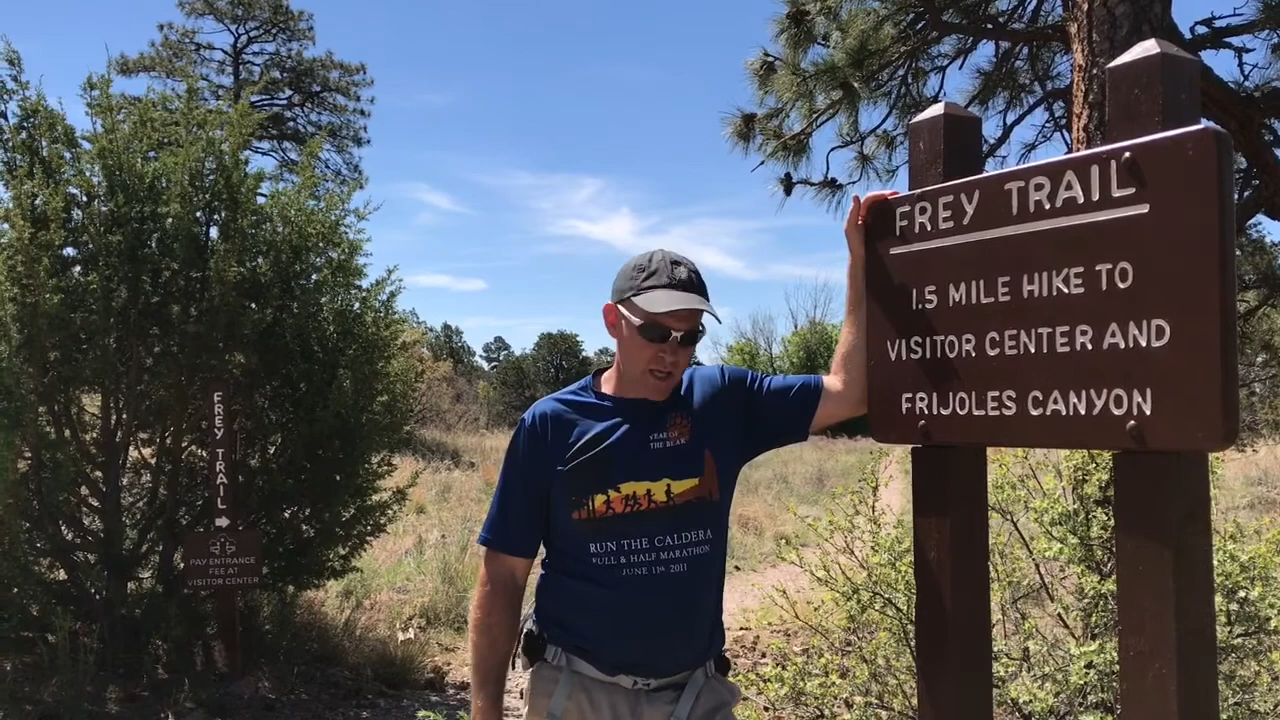 FREY TRAIL
1.5 MILE HIKE TO
VISITOR CENTER AND
FRIJOLES CANYON
YEAR OF
THE BEAR
RUN THE CALDERA
FULL & HALF MARATHON
JUNE 11th 2011
FREY TRAIL
PAY ENTRANCE
FEE AT
VISITOR CENTER